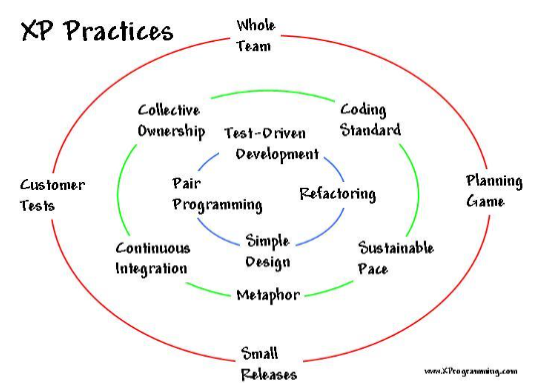 XP Practices
Whole
Team
Collective
Ownership
Coding
Standard
Test-Driven
Development
Customer
Tests
Pair
Programming
Refactoring
Planning
Game
Continuous
Integration
Simple
Design
Sustainable
Pace
Metaphor
Small
Releases
www.XProgramming.com